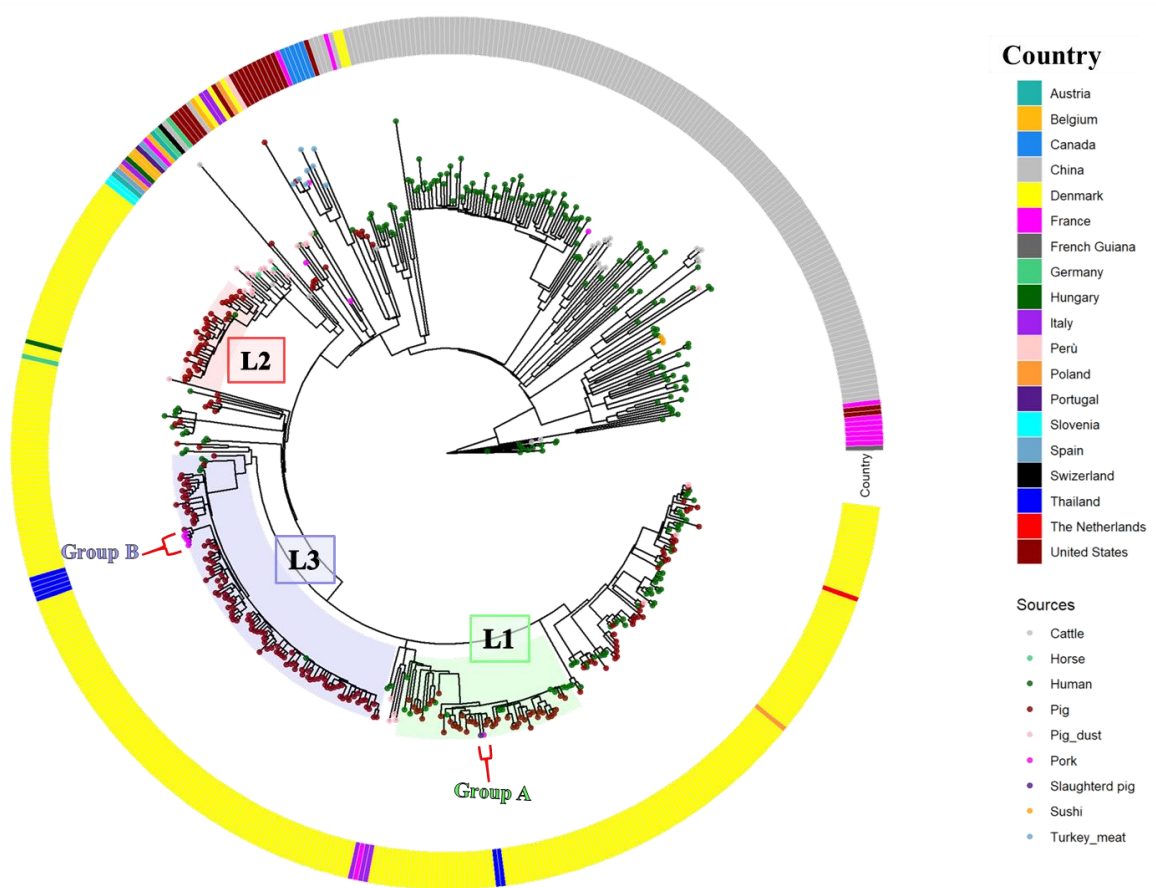 Country
Austria
Belgium
Canada
China
Denmark
France
French Guiana
Germany
Hungary
Italy
Perù
Poland
Portugal
Slovenia
Spain
Swizerland
Thailand
The Netherlands
United States
Sources
Cattle
Horse
Human
Pig
Pig_dust
Pork
Slaughterd pig
Sushi
Turkey_meat
L2
Country
Group B
L3
L1
Group A